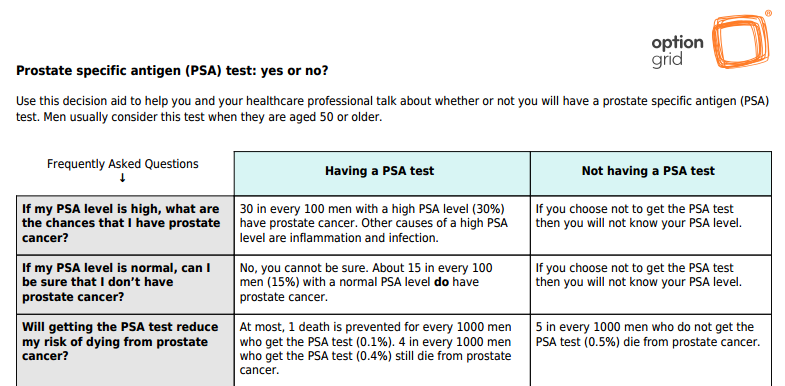 option
grid
®
Prostate specific antigen (PSA) test: yes or no?
Use this decision aid to help you and your healthcare professional talk about whether or not you will have a prostate specific antigen (PSA)
test. Men usually consider this test when they are aged 50 or older.
Frequently Asked Questions
↓
Having a PSA test
Not having a PSA test
If my PSA level is high, what are
the chances that I have prostate
cancer?
30 in every 100 men with a high PSA level (30%)
have prostate cancer. Other causes of a high PSA
level are inflammation and infection.
If you choose not to get the PSA test
then you will not know your PSA level.
If my PSA level is normal, can I
be sure that I don’t have
prostate cancer?
No, you cannot be sure. About 15 in every 100
men (15%) with a normal PSA level do have
prostate cancer.
If you choose not to get the PSA test
then you will not know your PSA level.
Will getting the PSA test reduce
my risk of dying from prostate
cancer?
At most, 1 death is prevented for every 1000 men
who get the PSA test (0.1%). 4 in every 1000 men
who get the PSA test (0.4%) still die from prostate
cancer.
5 in every 1000 men who do not get the
PSA test (0.5%) die from prostate cancer.